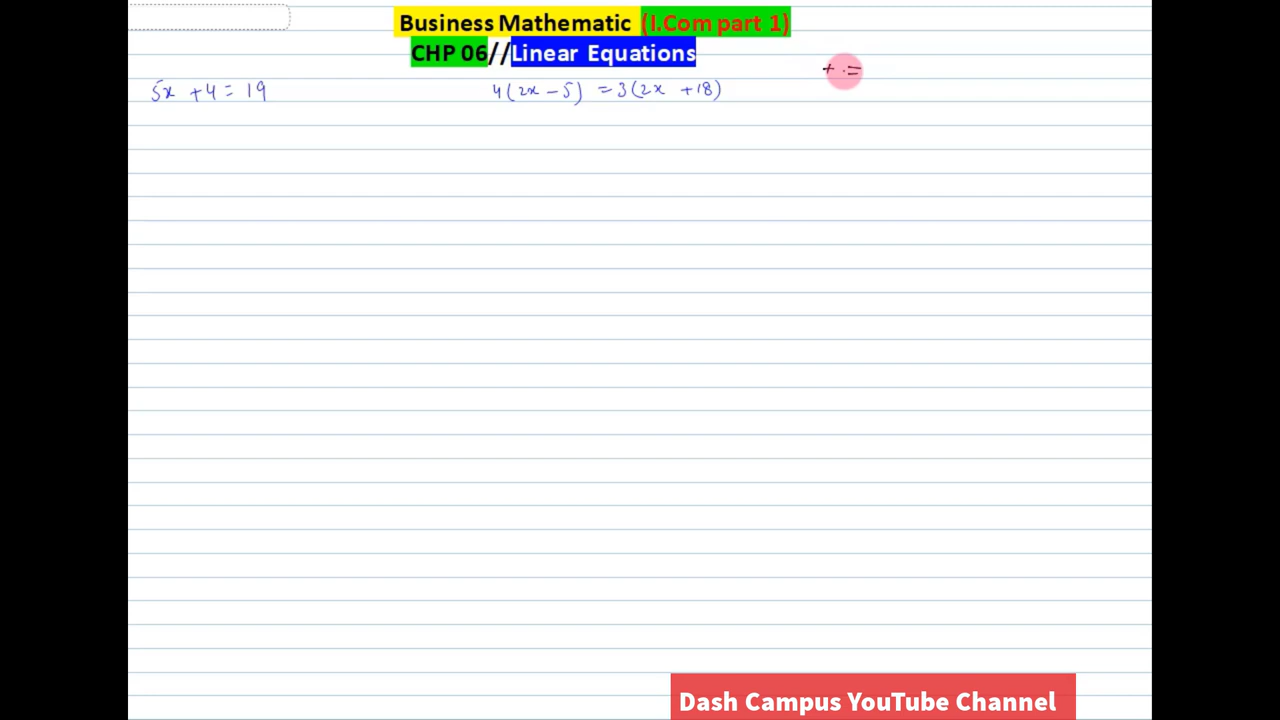 Business Mathematic (I.Com part 1)
CHP 06//Linear Equations
+ . =
5x + 4 = 19
4(2x - 5) = 3(2x + 18)
Dash Campus YouTube Channel